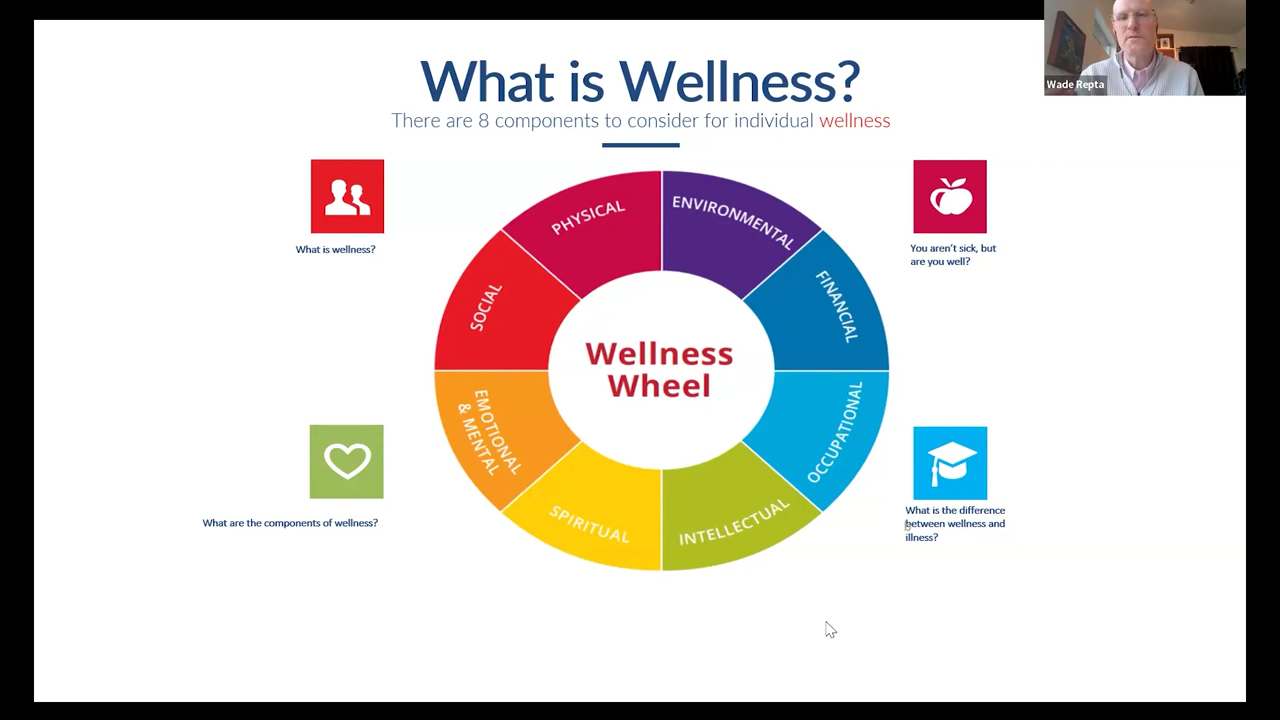 What is Wellness?
There are 8 components to consider for individual wellness
Wade Repta
What is wellness?
You aren't sick, but
are you well?
PHYSICAL
ENVIRONMENTAL
SOCIAL
FINANCIAL
Wellness
Wheel
EMOTIONAL
& MENTAL
OCCUPATIONAL
SPIRITUAL
INTELLECTUAL
What are the components of wellness?
What is the difference
between wellness and
illness?